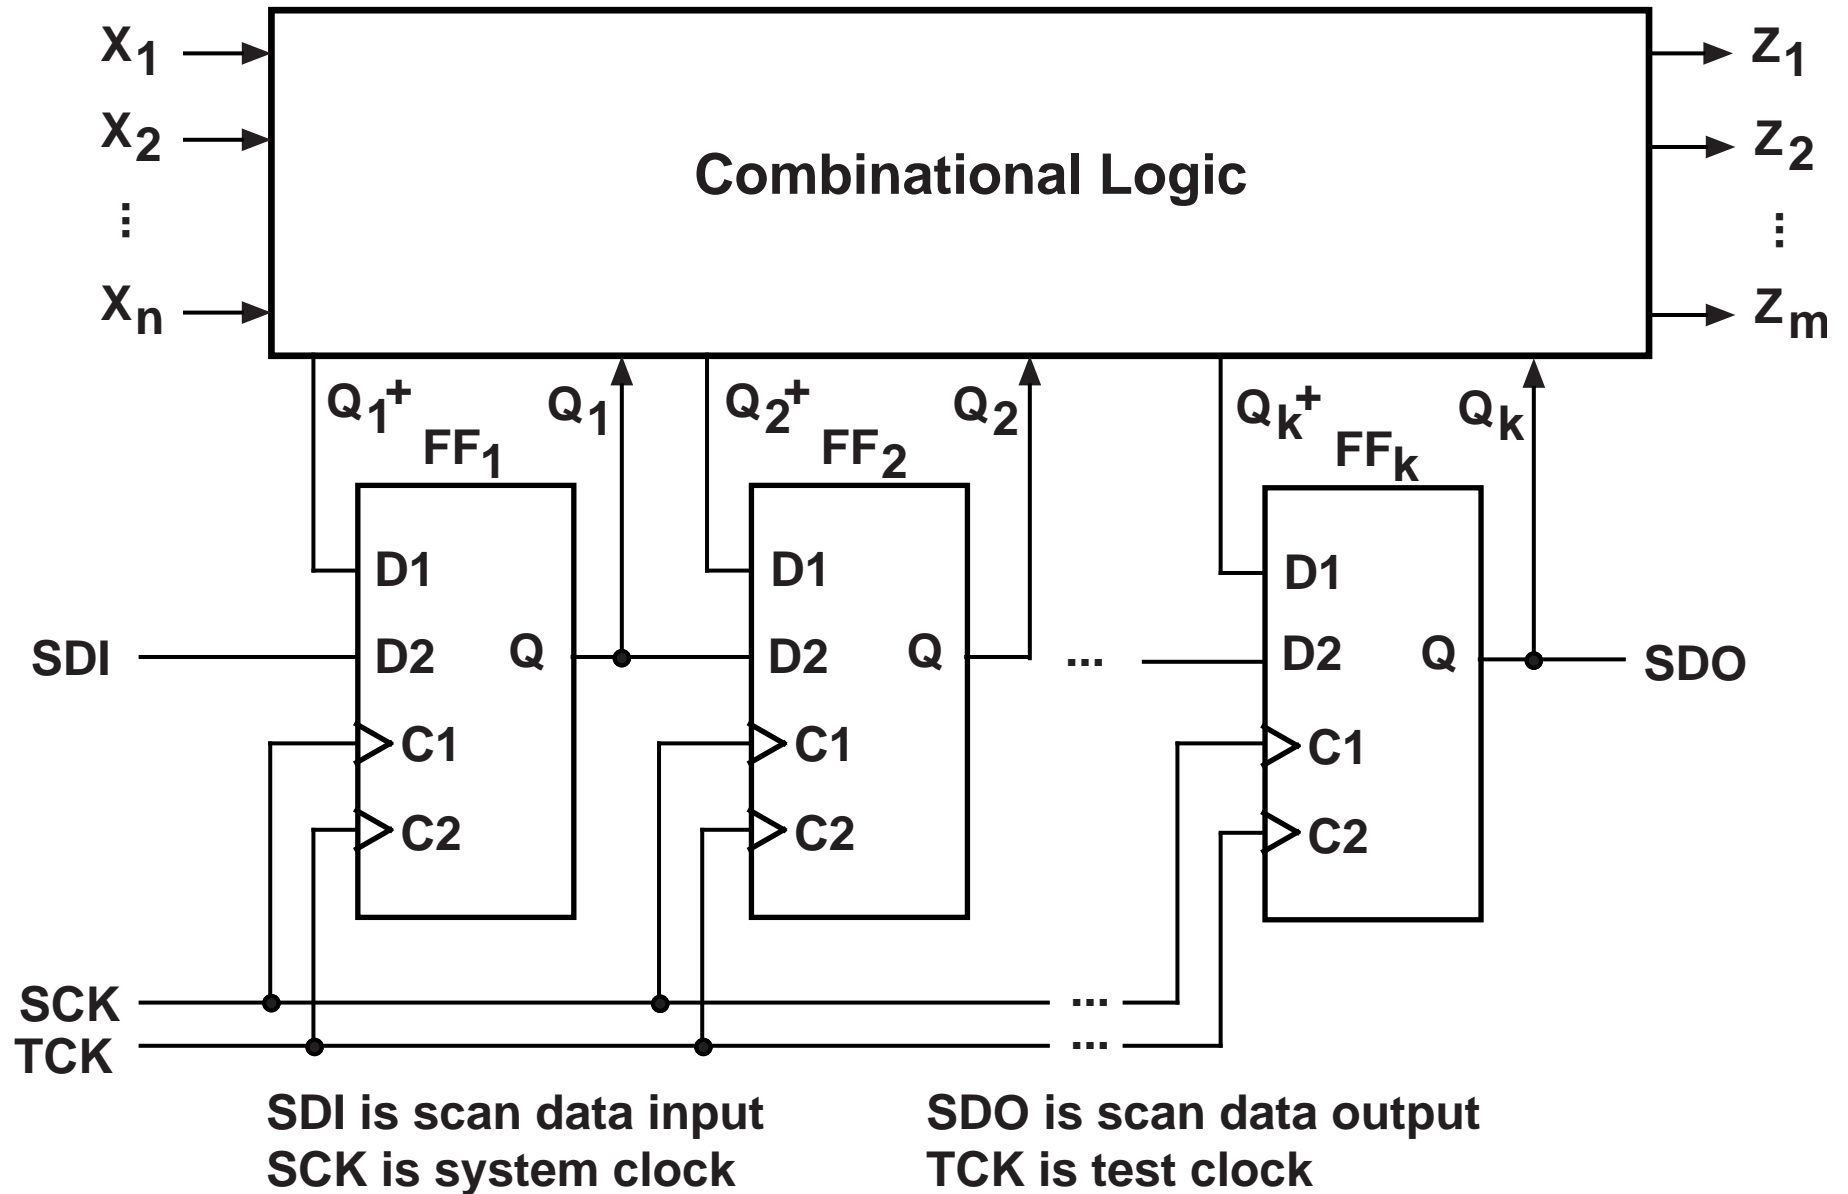 X1
Z1
X2
Combinational Logic
Z2
...
...
Xn
Zm
Q1+ Q1 Q2+ Q2 Qk+ Qk
FF1 FF2 FFk
D1 D1 D1
SDI D2 Q D2 Q ... D2 Q SDO
C1 C1 C1
C2 C2 C2
SCK ...
TCK ...
SDI is scan data input SDO is scan data output
SCK is system clock TCK is test clock